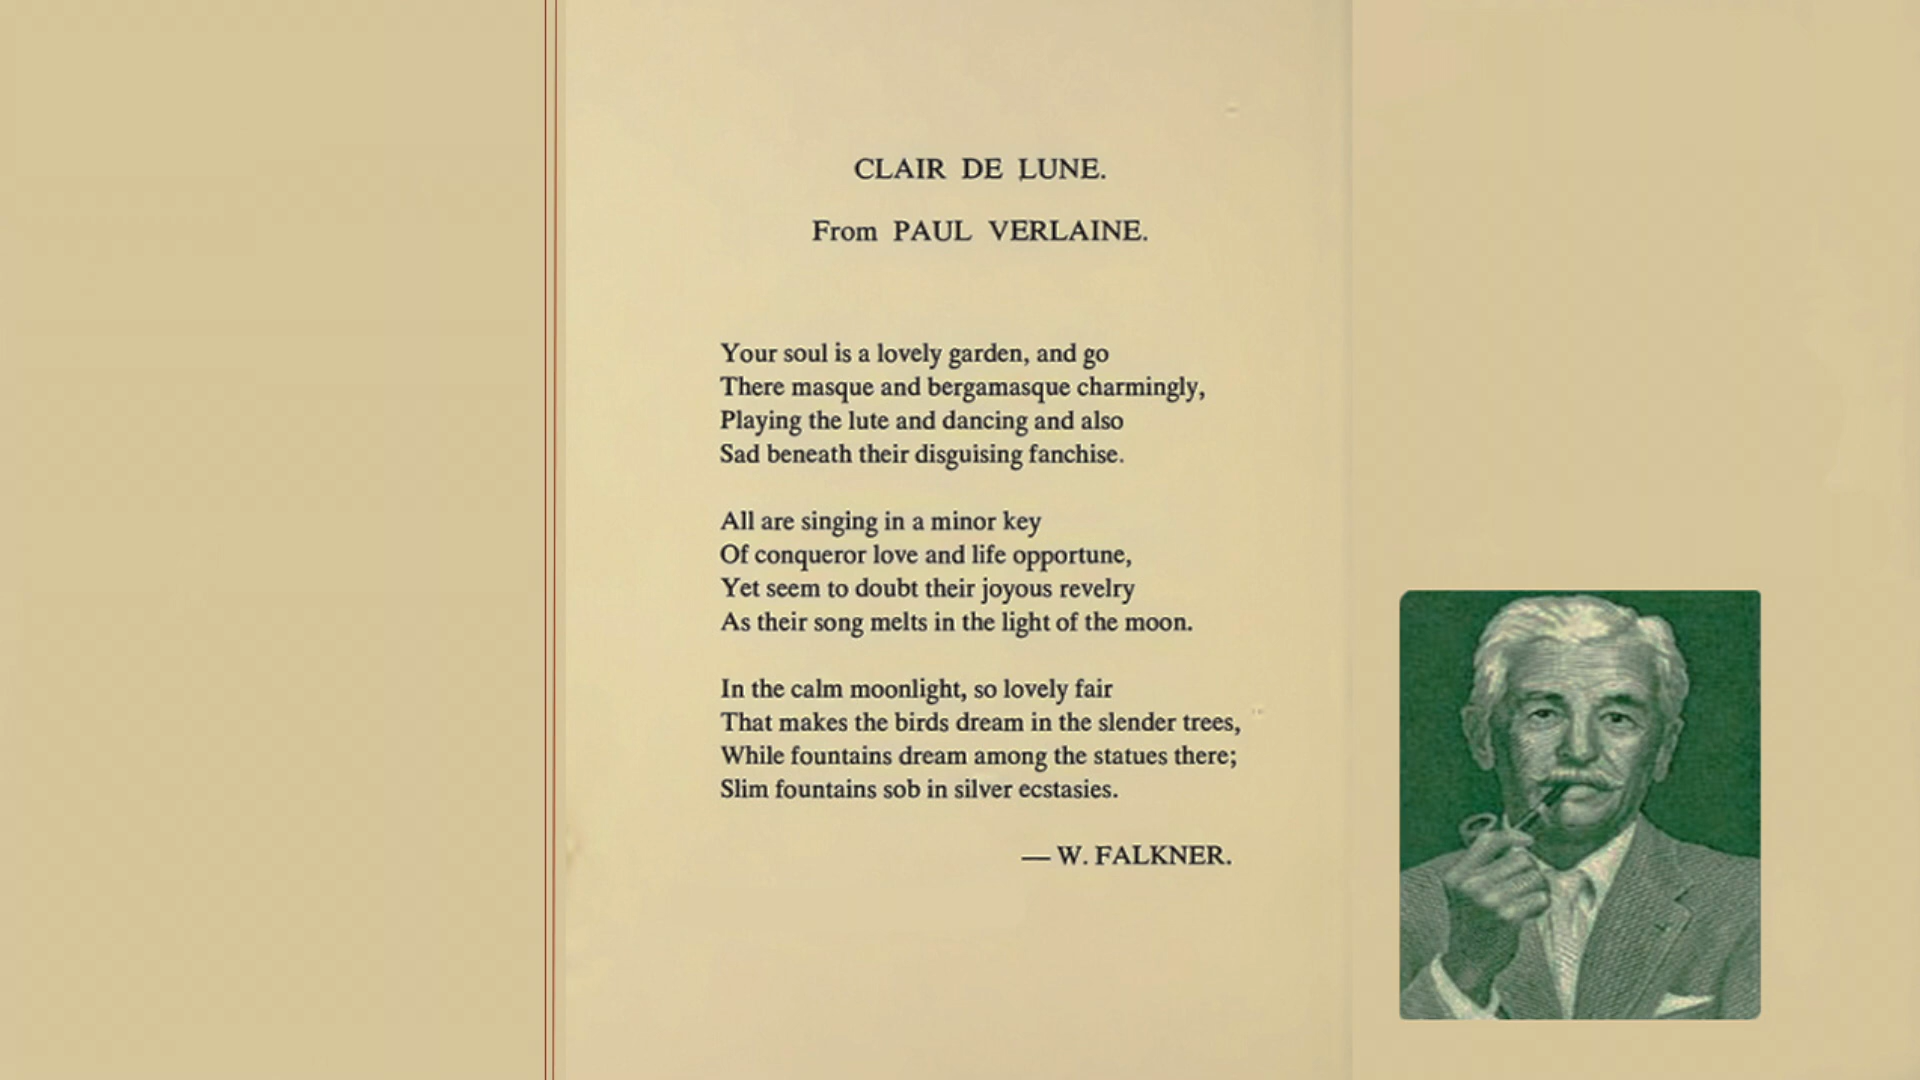 CLAIR DE LUNE.
From PAUL VERLAINE.
Your soul is a lovely garden, and go
There masque and bergamasque charmingly,
Playing the lute and dancing and also
Sad beneath their disguising fanchise.
All are singing in a minor key
Of conqueror love and life opportune,
Yet seem to doubt their joyous revelry
As their song melts in the light of the moon.
In the calm moonlight, so lovely fair
That makes the birds dream in the slender trees,
While fountains dream among the statues there;
Slim fountains sob in silver ecstasies.
— W. FALKNER.